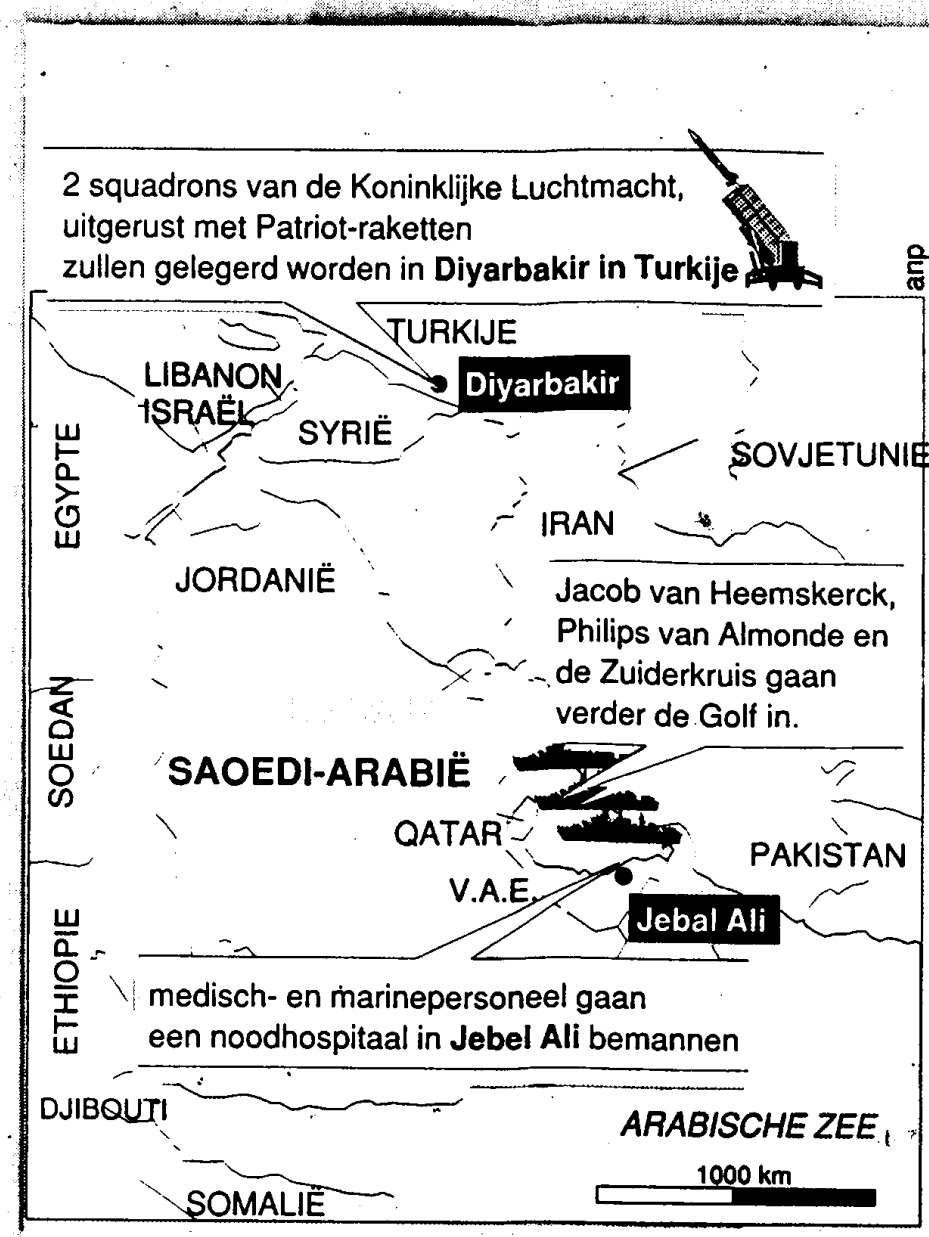 2 squadrons van de Koninklijke Luchtmacht,
uitgerust met Patriot-raketten
zullen gelegerd worden in Diyarbakir in Turkije
anp
TURKIJE
Diyarbakir
LIBANON
ISRAËL
SYRIË
SOVJETUNIE
EGYPTE
IRAN
JORDANIË
Jacob van Heemskerck,
Philips van Almonde en
de Zuiderkruis gaan
verder de Golf in.
SOEDAN
SAOEDI-ARABIË
QATAR
PAKISTAN
V.A.E.
Jebal Ali
ETHIOPIE
medisch- en marinepersoneel gaan
een noodhospitaal in Jebel Ali bemannen
DJIBOUTI
ARABISCHE ZEE
1000 km
SOMALIË